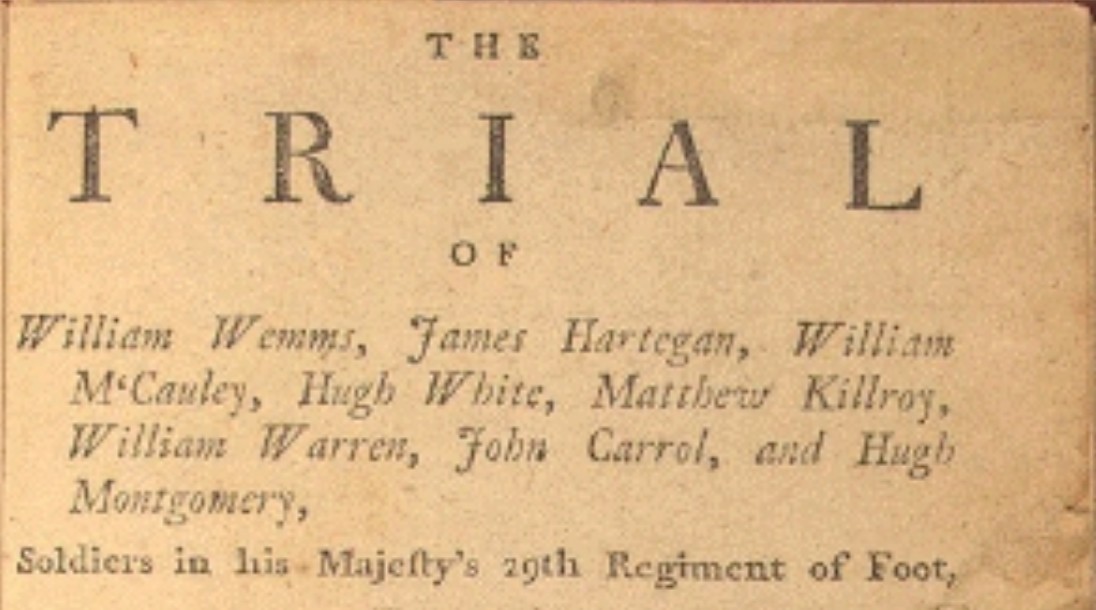 THE
TRIAL
OF
William Wemms, James Hartegan, William
M‘Cauley, Hugh White, Matthew Killroy,
William Warren, John Carrol, and Hugh
Montgomery,
Soldiers in his Majeſty's 29th Regiment of Foot,